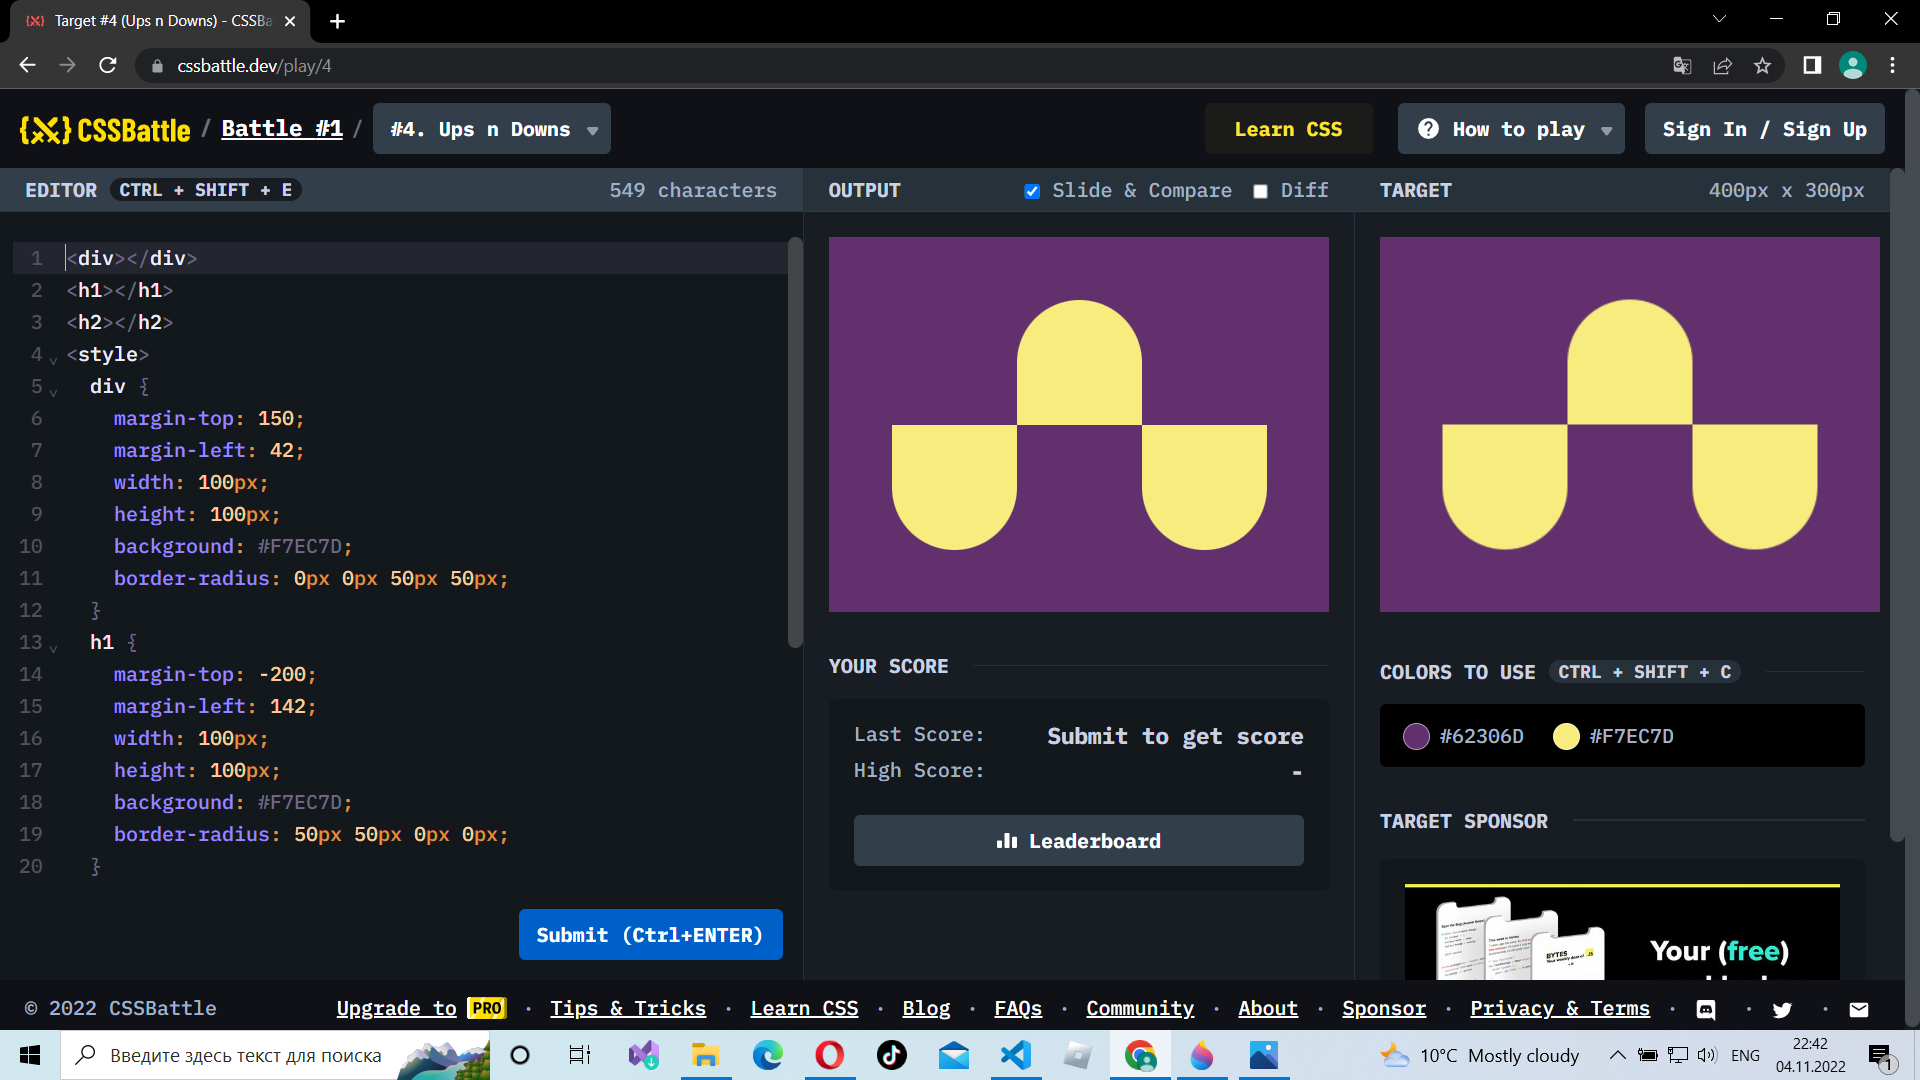 Target #4 (Ups n Downs) - CSSBa
cssbattle.dev/play/4
{X} CSSBattle / Battle #1 / #4. Ups n Downs
Learn CSS
How to play
Sign In / Sign Up
EDITOR CTRL + SHIFT + E 549 characters
OUTPUT Slide & Compare Diff
TARGET 400px x 300px
1 <div></div>
2 <h1></h1>
3 <h2></h2>
4 <style>
5 div {
6 margin-top: 150;
7 margin-left: 42;
8 width: 100px;
9 height: 100px;
10 background: #F7EC7D;
11 border-radius: 0px 0px 50px 50px;
12 }
13 h1 {
14 margin-top: -200;
15 margin-left: 142;
16 width: 100px;
17 height: 100px;
18 background: #F7EC7D;
19 border-radius: 50px 50px 0px 0px;
20 }
Submit (Ctrl+ENTER)
YOUR SCORE
Last Score: Submit to get score
High Score: -
Leaderboard
COLORS TO USE CTRL + SHIFT + C
#62306D #F7EC7D
TARGET SPONSOR
BYTES
Your (free)
© 2022 CSSBattle
Upgrade to PRO · Tips & Tricks · Learn CSS · Blog · FAQs · Community · About · Sponsor · Privacy & Terms
Введите здесь текст для поиска
10°C Mostly cloudy
ENG
22:42
04.11.2022
1